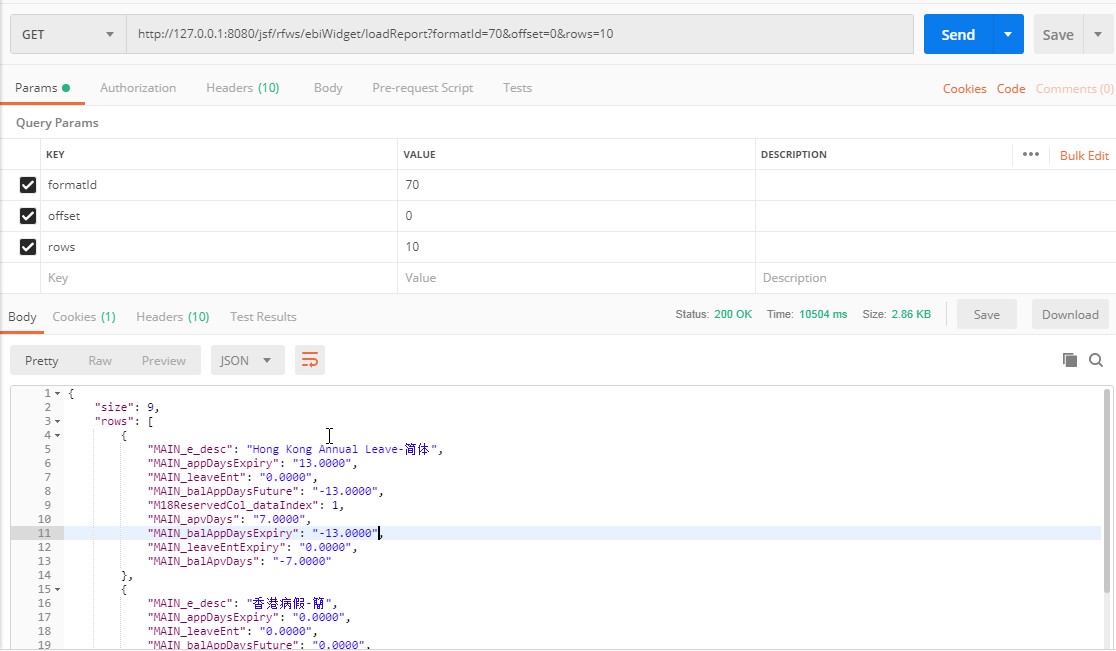 GET http://127.0.0.1:8080/jsf/rfws/ebiWidget/loadReport?formatId=70&offset=0&rows=10 Send Save
Params Authorization Headers (10) Body Pre-request Script Tests Cookies Code Comments (0)
Query Params
KEY VALUE DESCRIPTION ••• Bulk Edit
formatId 70
offset 0
rows 10
Key Value Description
Body Cookies (1) Headers (10) Test Results Status: 200 OK Time: 10504 ms Size: 2.86 KB Save Download
Pretty Raw Preview JSON
1 {
2 "size": 9,
3 "rows": [
4 {
5 "MAIN_e_desc": "Hong Kong Annual Leave-简体",
6 "MAIN_appDaysExpiry": "13.0000",
7 "MAIN_leaveEnt": "0.0000",
8 "MAIN_balAppDaysFuture": "-13.0000",
9 "M18ReservedCol_dataIndex": 1,
10 "MAIN_apvDays": "7.0000",
11 "MAIN_balAppDaysExpiry": "-13.0000",
12 "MAIN_leaveEntExpiry": "0.0000",
13 "MAIN_balApvDays": "-7.0000"
14 },
15 {
16 "MAIN_e_desc": "香港病假-簡",
17 "MAIN_appDaysExpiry": "0.0000",
18 "MAIN_leaveEnt": "0.0000",
19 "MAIN_balAppDaysFuture": "0.0000",